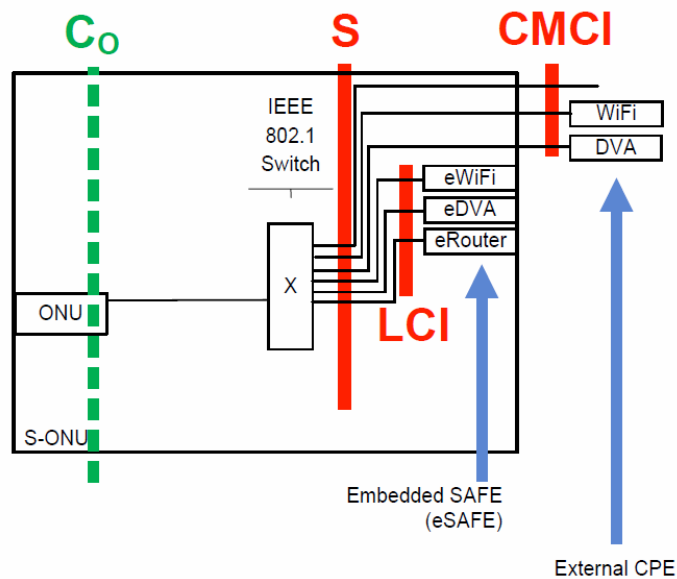 Co
S
CMCI
IEEE
802.1
Switch
WiFi
DVA
eWiFi
eDVA
eRouter
X
ONU
LCI
S-ONU
Embedded SAFE
(eSAFE)
External CPE